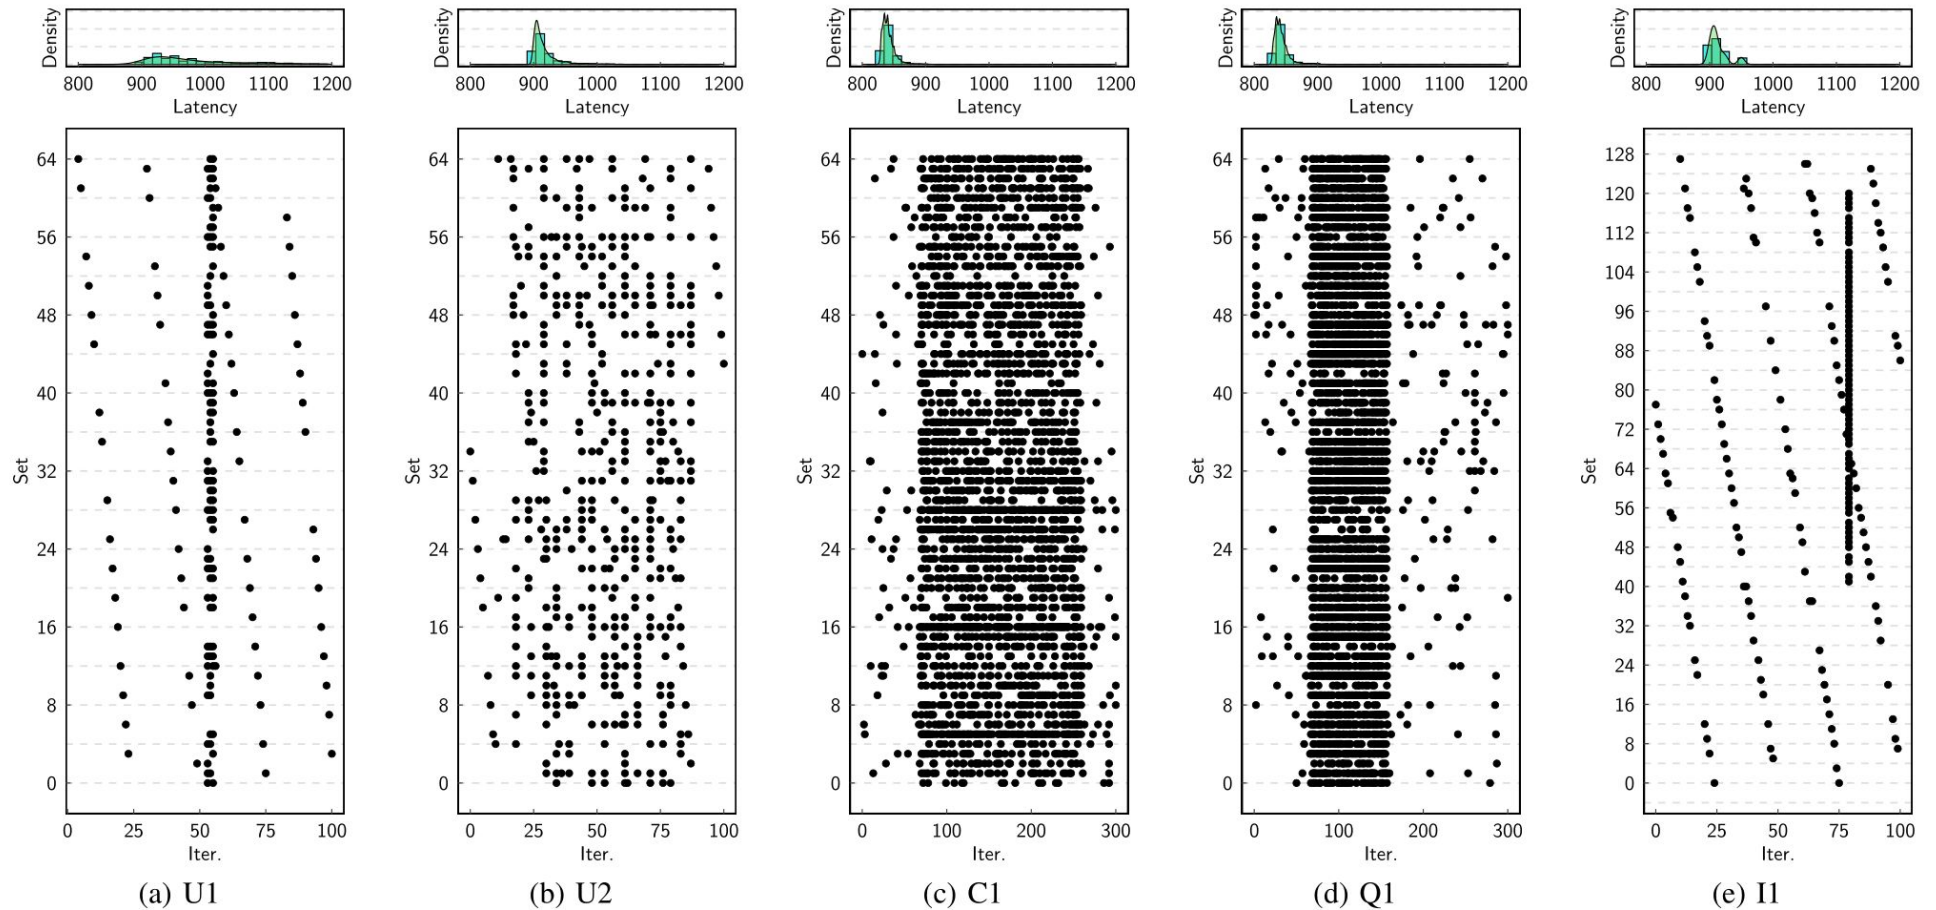 Density
800 900 1000 1100 1200
Latency
Set
64
56
48
40
32
24
16
8
0
0 25 50 75 100
Iter.
(a) U1
Density
800 900 1000 1100 1200
Latency
Set
64
56
48
40
32
24
16
8
0
0 25 50 75 100
Iter.
(b) U2
Density
800 900 1000 1100 1200
Latency
Set
64
56
48
40
32
24
16
8
0
0 100 200 300
Iter.
(c) C1
Density
800 900 1000 1100 1200
Latency
Set
64
56
48
40
32
24
16
8
0
0 100 200 300
Iter.
(d) Q1
Density
800 900 1000 1100 1200
Latency
Set
128
120
112
104
96
88
80
72
64
56
48
40
32
24
16
8
0
0 25 50 75 100
Iter.
(e) I1